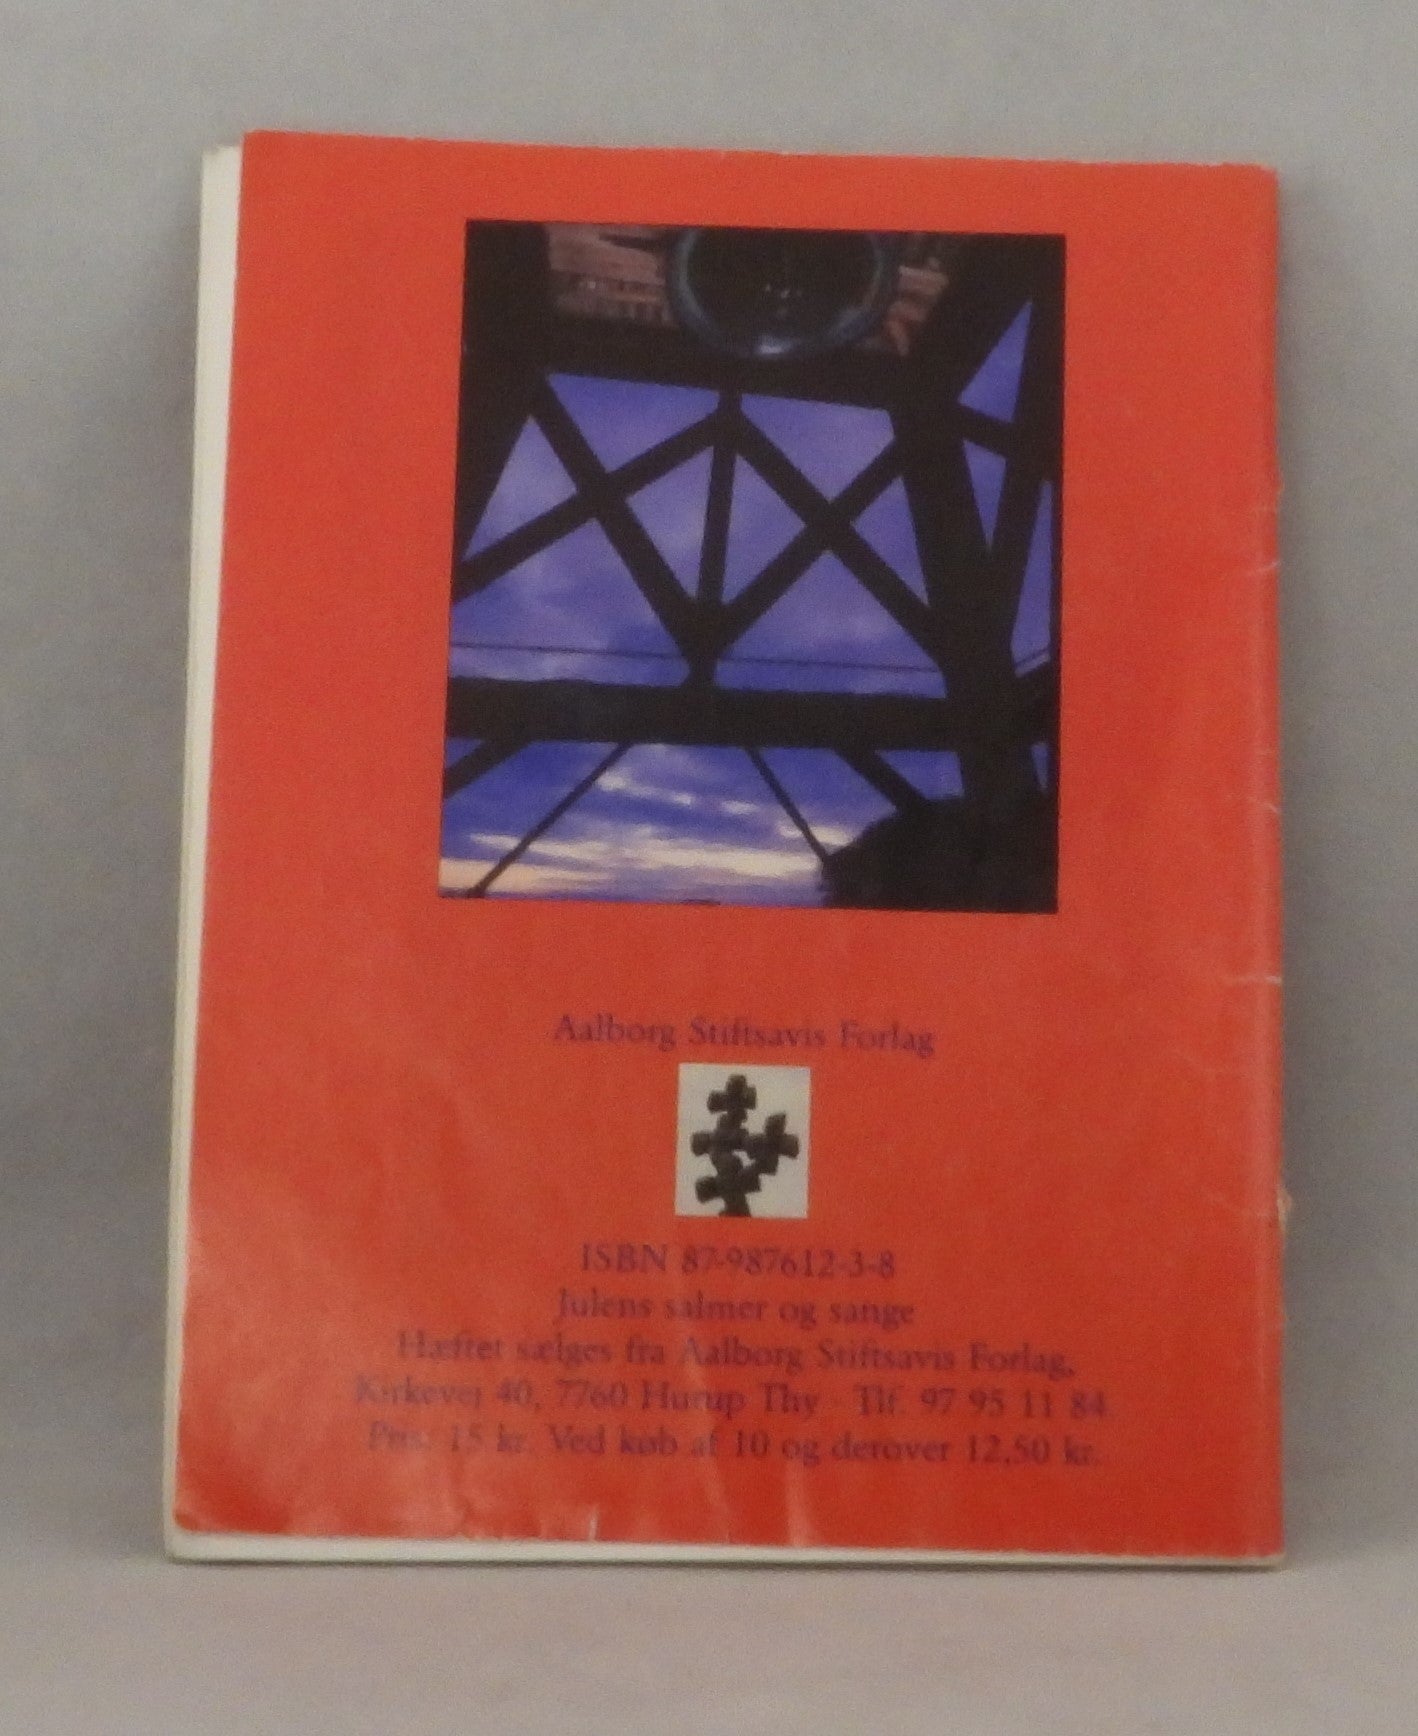 Aalborg Stiftsavis Forlag
ISBN 87-987612-3-8
Julens salmer og sange
Hæftet sælges fra Aalborg Stiftsavis Forlag,
Kirkevej 40, 7760 Hurup Thy - Tlf. 97 95 11 84.
Pris: 15 kr. Ved køb af 10 og derover 12,50 kr.